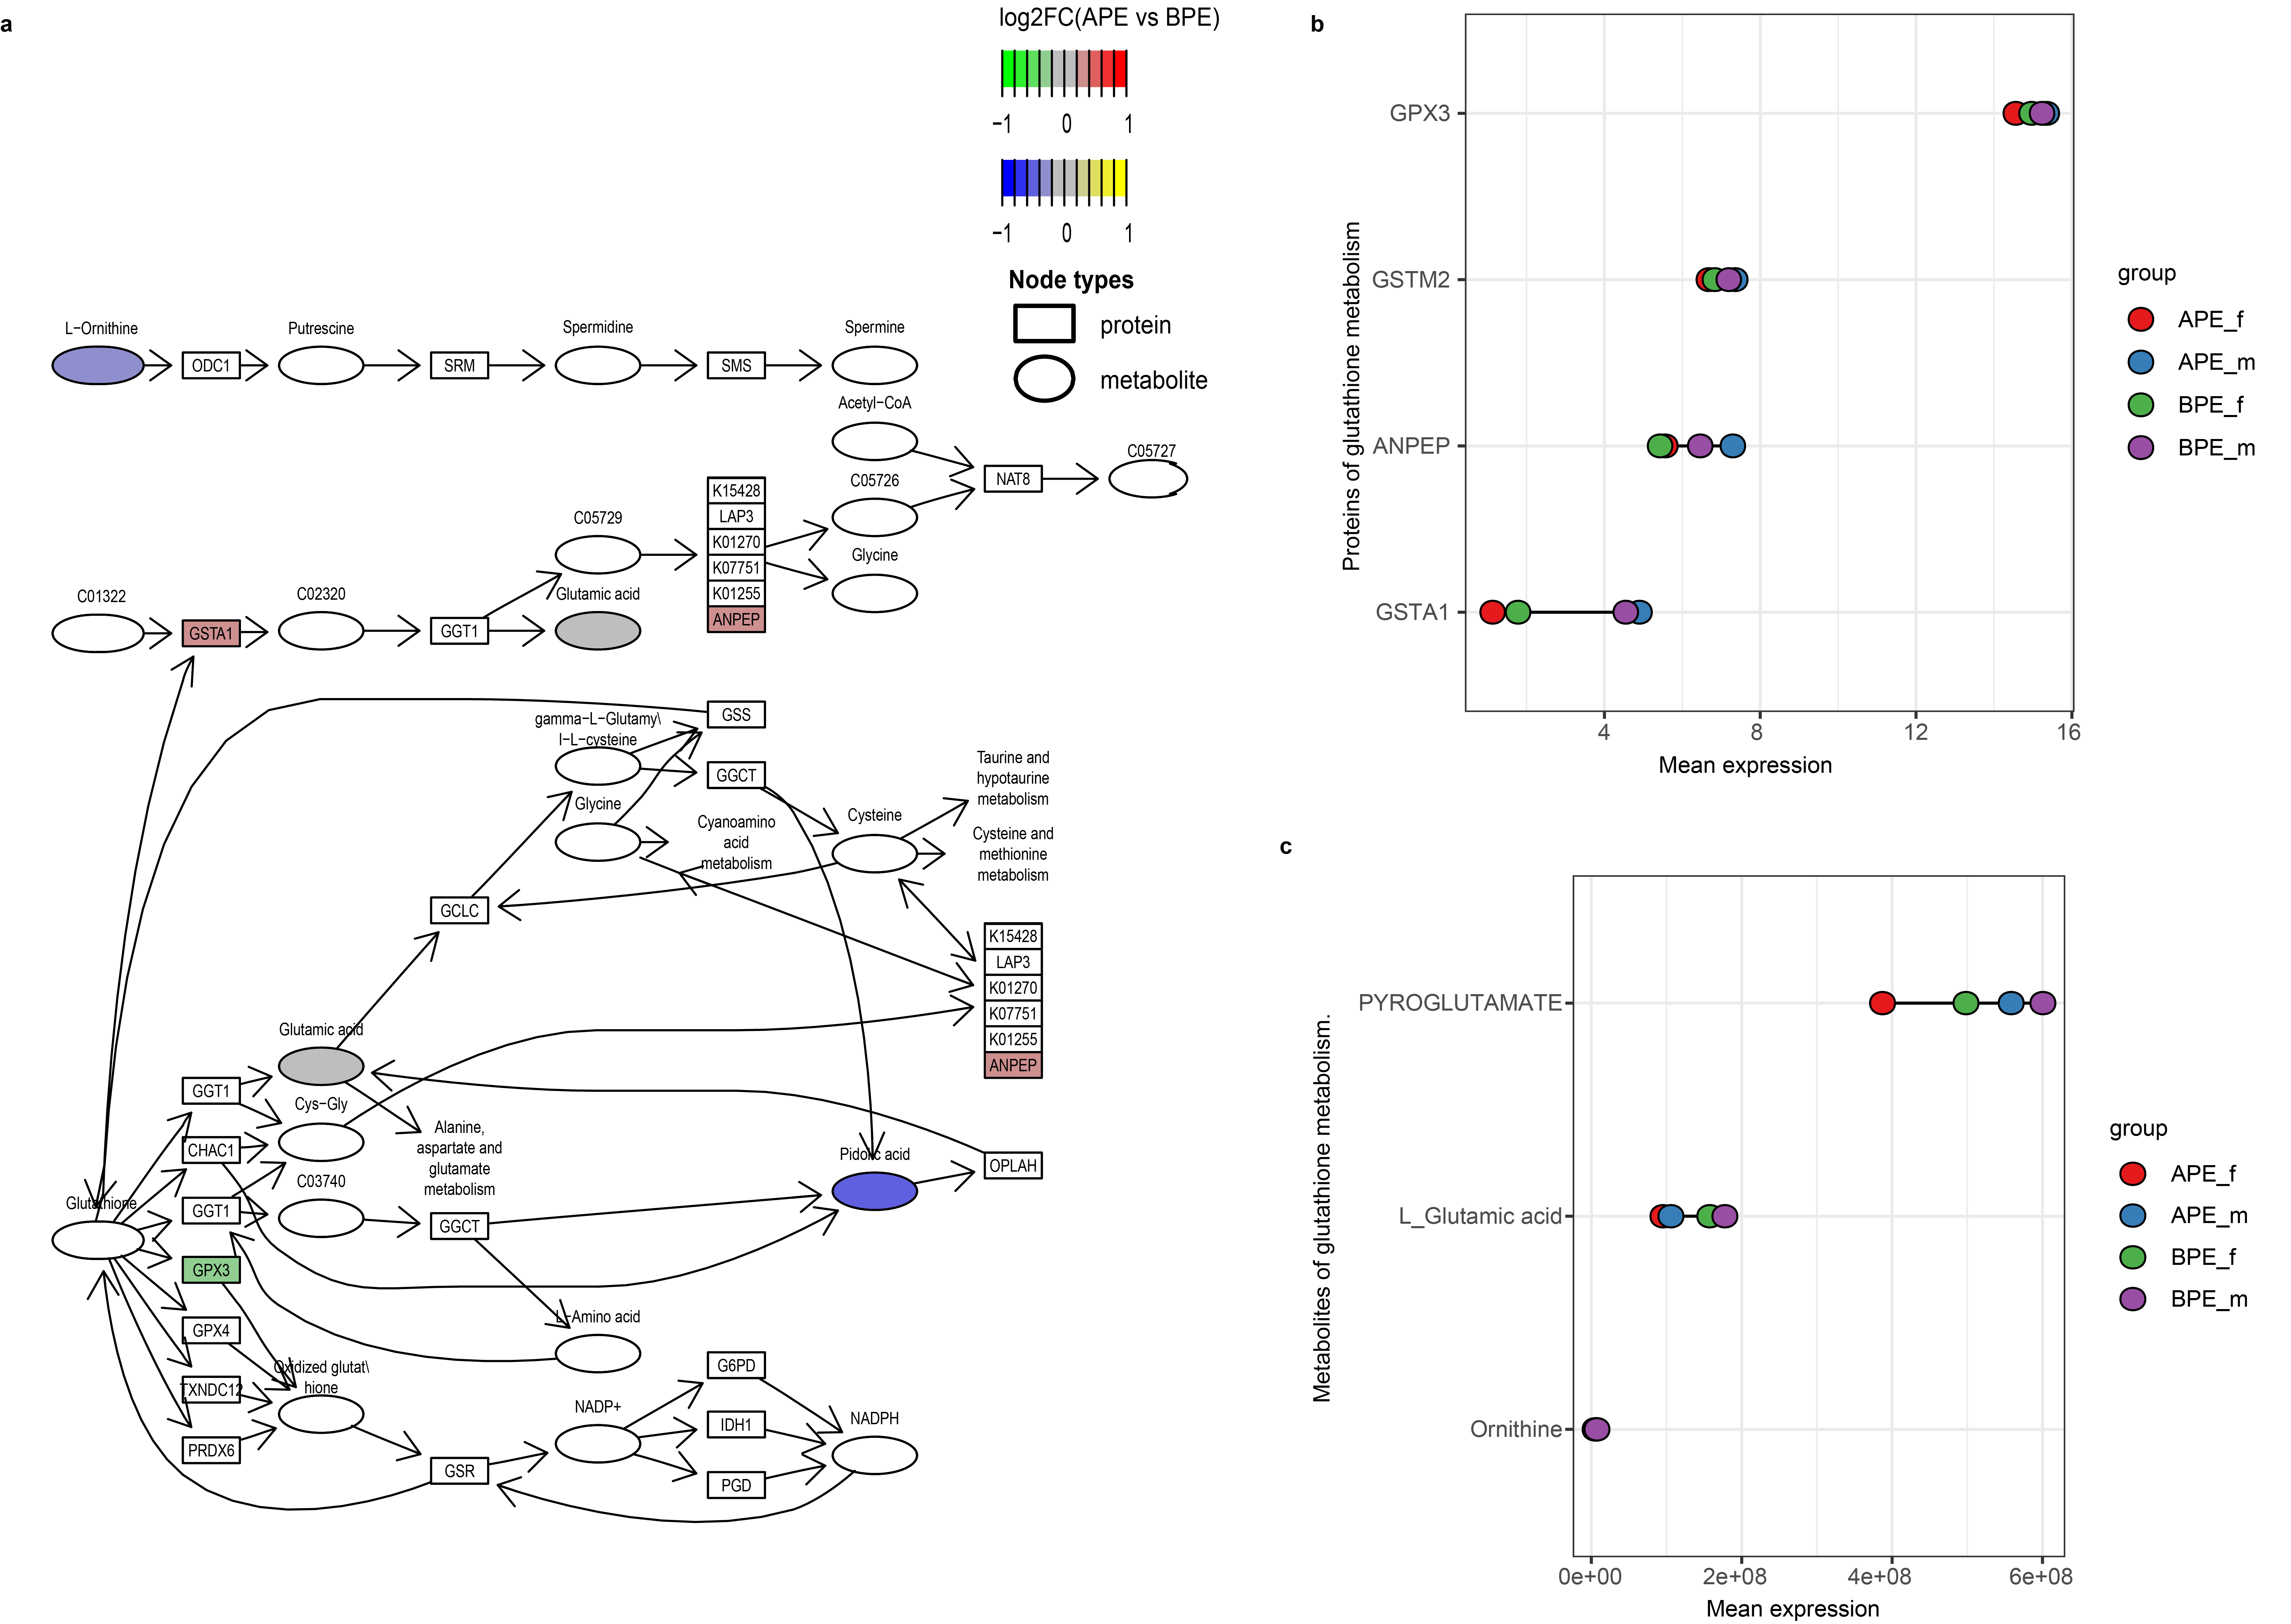 a
log2FC(APE vs BPE)
−1 0 1
−1 0 1
Node types
protein
metabolite
L−Ornithine
Putrescine
Spermidine
Spermine
ODC1
SRM
SMS
Acetyl−CoA
C05726
Glycine
NAT8
C05727
K15428
LAP3
K01270
K07751
K01255
ANPEP
C05729
Glutamic acid
C01322
GSTA1
C02320
GGT1
GSS
gamma−L−Glutamy\
l−L−cysteine
GGCT
Glycine
Cyanoamino
acid
metabolism
Cysteine
Taurine and
hypotaurine
metabolism
Cysteine and
methionine
metabolism
GCLC
K15428
LAP3
K01270
K07751
K01255
ANPEP
Glutamic acid
GGT1
Cys−Gly
CHAC1
Alanine,
aspartate and
glutamate
metabolism
Pidolic acid
OPLAH
Glutathione
GGT1
C03740
GGCT
GPX3
GPX4
L−Amino acid
TXNDC12
Oxidized glutat\
hione
PRDX6
GSR
NADP+
G6PD
IDH1
PGD
NADPH
b
Proteins of glutathione metabolism
GPX3
GSTM2
ANPEP
GSTA1
4 8 12 16
Mean expression
group
APE_f
APE_m
BPE_f
BPE_m
c
Metabolites of glutathione metabolism.
PYROGLUTAMATE
L_Glutamic acid
Ornithine
0e+00 2e+08 4e+08 6e+08
Mean expression
group
APE_f
APE_m
BPE_f
BPE_m